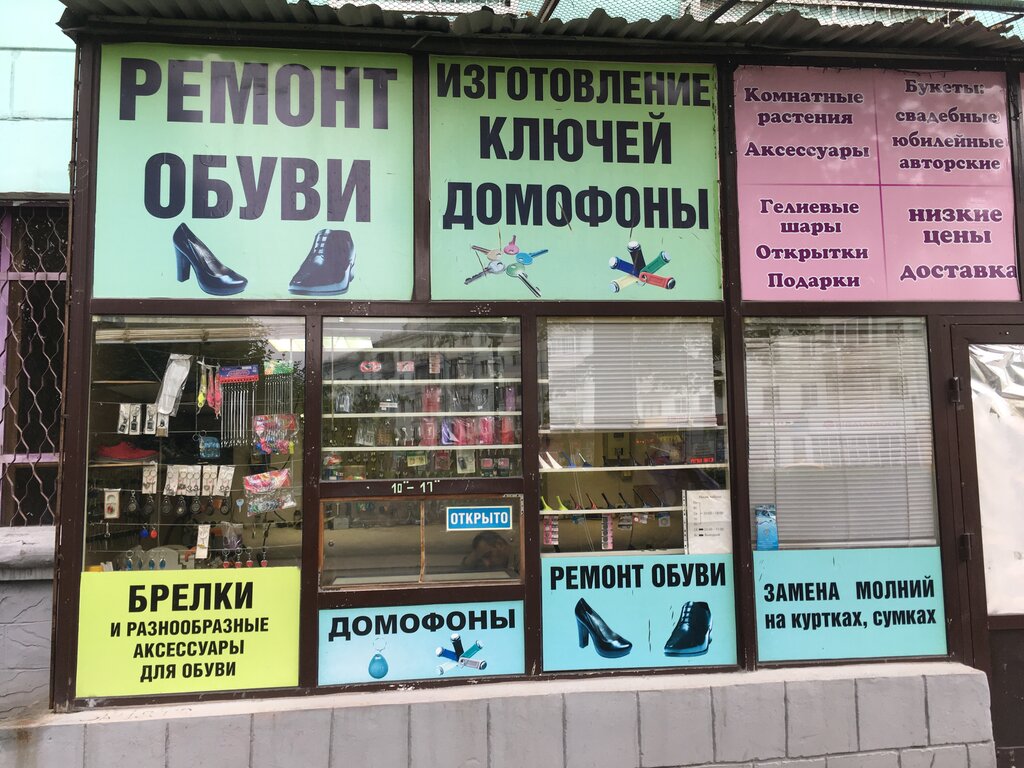 РЕМОНТ
ОБУВИ
ИЗГОТОВЛЕНИЕ
КЛЮЧЕЙ
ДОМОФОНЫ
Комнатные
растения
Аксессуары
Букеты:
свадебные
юбилейные
авторские
Гелиевые
шары
Открытки
Подарки
низкие
цены
доставка
10°°- 17°°
ОТКРЫТО
БРЕЛКИ
И РАЗНООБРАЗНЫЕ
АКСЕССУАРЫ
ДЛЯ ОБУВИ
ДОМОФОНЫ
РЕМОНТ ОБУВИ
ЗАМЕНА МОЛНИЙ
на куртках, сумках